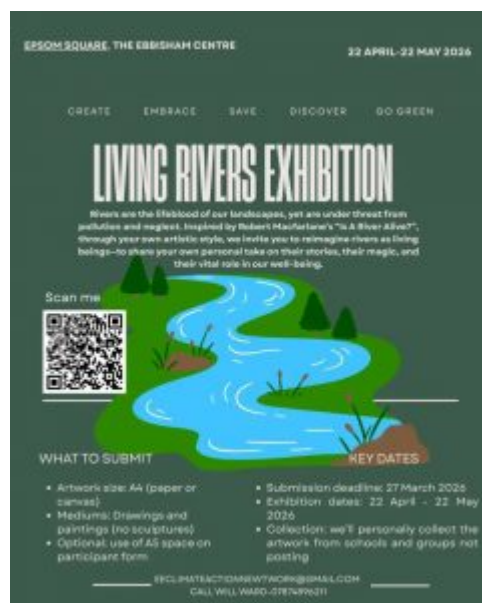 EPSOM SQUARE, THE EBBISHAM CENTRE
22 APRIL-22 MAY 2026
CREATE EMBRACE SAVE DISCOVER GO GREEN
LIVING RIVERS EXHIBITION
Rivers are the lifeblood of our landscapes, yet are under threat from
pollution and neglect. Inspired by Robert Macfarlane's "Is A River Alive?",
through your own artistic style, we invite you to reimagine rivers as living
beings—to share your own personal take on their stories, their magic, and
their vital role in our well-being.
Scan me
WHAT TO SUBMIT
• Artwork size: A4 (paper or
canvas)
• Mediums: Drawings and
paintings (no sculptures)
• Optional: use of A5 space on
participant form
KEY DATES
• Submission deadline: 27 March 2026
• Exhibition dates: 22 April - 22 May
2026
• Collection: we'll personally collect the
artwork from schools and groups not
posting
EECLIMATEACTIONNEWTWORK@GMAIL.COM
CALL WILL WARD-07874896211